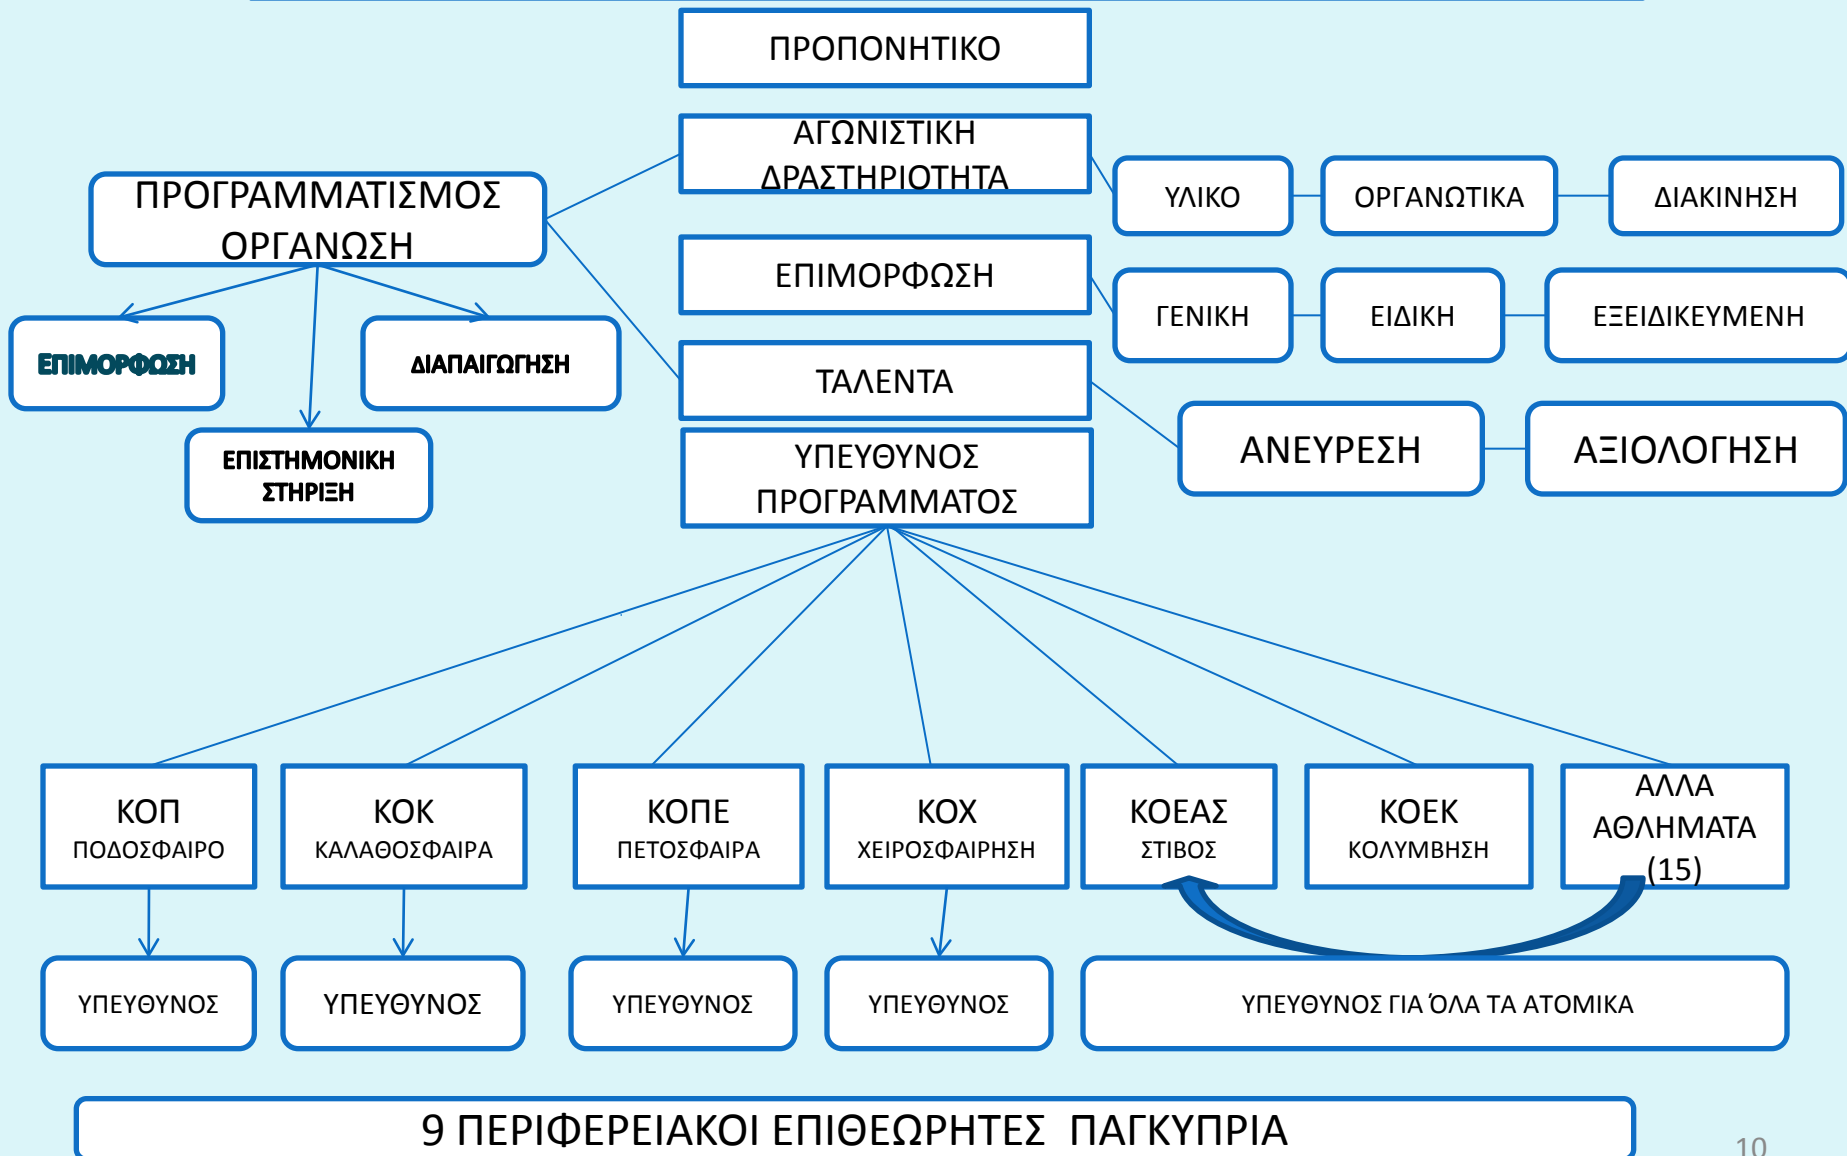 ΠΡΟΠΟΝΗΤΙΚΟ
ΑΓΩΝΙΣΤΙΚΗ
ΔΡΑΣΤΗΡΙΟΤΗΤΑ
ΠΡΟΓΡΑΜΜΑΤΙΣΜΟΣ
ΟΡΓΑΝΩΣΗ
ΥΛΙΚΟ
ΟΡΓΑΝΩΤΙΚΑ
ΔΙΑΚΙΝΗΣΗ
ΕΠΙΜΟΡΦΩΣΗ
ΓΕΝΙΚΗ
ΕΙΔΙΚΗ
ΕΞΕΙΔΙΚΕΥΜΕΝΗ
ΕΠΙΜΟΡΦΩΣΗ
ΔΙΑΠΑΙΓΩΓΗΣΗ
ΤΑΛΕΝΤΑ
ΕΠΙΣΤΗΜΟΝΙΚΗ
ΣΤΗΡΙΞΗ
ΑΝΕΥΡΕΣΗ
ΑΞΙΟΛΟΓΗΣΗ
ΥΠΕΥΘΥΝΟΣ
ΠΡΟΓΡΑΜΜΑΤΟΣ
ΚΟΠ
ΠΟΔΟΣΦΑΙΡΟ
ΚΟΚ
ΚΑΛΑΘΟΣΦΑΙΡΑ
ΚΟΠΕ
ΠΕΤΟΣΦΑΙΡΑ
ΚΟΧ
ΧΕΙΡΟΣΦΑΙΡΗΣΗ
ΚΟΕΑΣ
ΣΤΙΒΟΣ
ΚΟΕΚ
ΚΟΛΥΜΒΗΣΗ
ΑΛΛΑ
ΑΘΛΗΜΑΤΑ
(15)
ΥΠΕΥΘΥΝΟΣ
ΥΠΕΥΘΥΝΟΣ
ΥΠΕΥΘΥΝΟΣ
ΥΠΕΥΘΥΝΟΣ
ΥΠΕΥΘΥΝΟΣ ΓΙΑ ΌΛΑ ΤΑ ΑΤΟΜΙΚΑ
9 ΠΕΡΙΦΕΡΕΙΑΚΟΙ ΕΠΙΘΕΩΡΗΤΕΣ ΠΑΓΚΥΠΡΙΑ
10